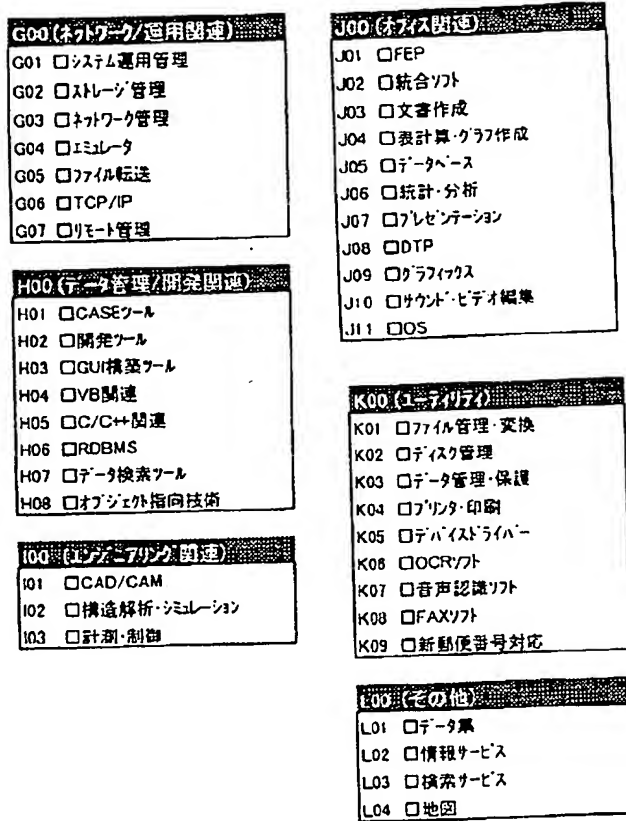 G00(ネットワーク/運用関連)
G01 □システム運用管理
G02 □ストレージ管理
G03 □ネットワーク管理
G04 □エミュレータ
G05 □ファイル転送
G06 □TCP/IP
G07 □リモート管理
H00(データ管理/開発関連)
H01 □CASEツール
H02 □開発ツール
H03 □GUI構築ツール
H04 □VB関連
H05 □C/C++関連
H06 □RDBMS
H07 □データ検索ツール
H08 □オブジェクト指向技術
I00 (エンジニアリング関連)
I01 □CAD/CAM
I02 □構造解析・シミュレーション
I03 □計測・制御
J00(オフィス関連)
J01 □FEP
J02 □統合ソフト
J03 □文書作成
J04 □表計算・グラフ作成
J05 □データベース
J06 □統計・分析
J07 □プレゼンテーション
J08 □DTP
J09 □グラフィックス
J10 □サウンド・ビデオ編集
J11 □OS
K00(ユーティリティ)
K01 □ファイル管理・変換
K02 □ディスク管理
K03 □データ管理・保護
K04 □プリンタ・印刷
K05 □デバイスドライバー
K06 □OCRソフト
K07 □音声認識ソフト
K08 □FAXソフト
K09 □新郵便番号対応
L00 (その他)
L01 □データ集
L02 □情報サービス
L03 □検索サービス
L04 □地図